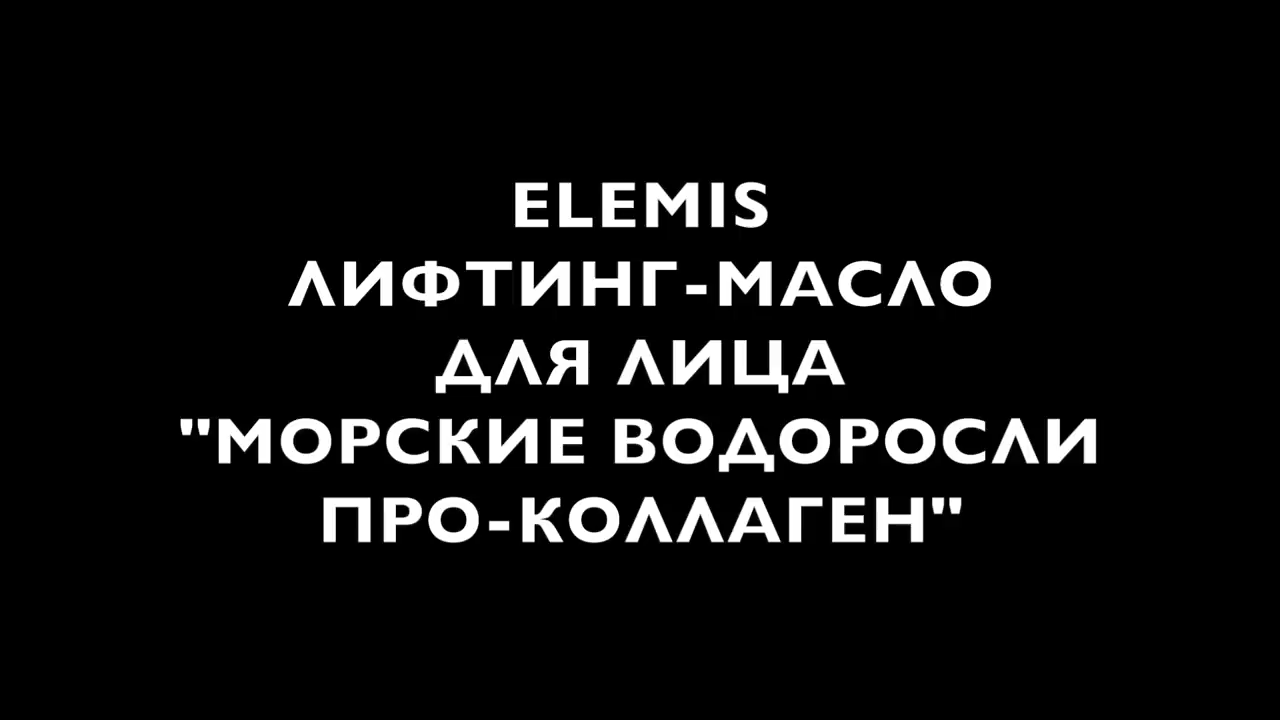 ELEMIS
ЛИФТИНГ-МАСЛО
ДЛЯ ЛИЦА
"МОРСКИЕ ВОДОРОСЛИ
ПРО-КОЛЛАГЕН"